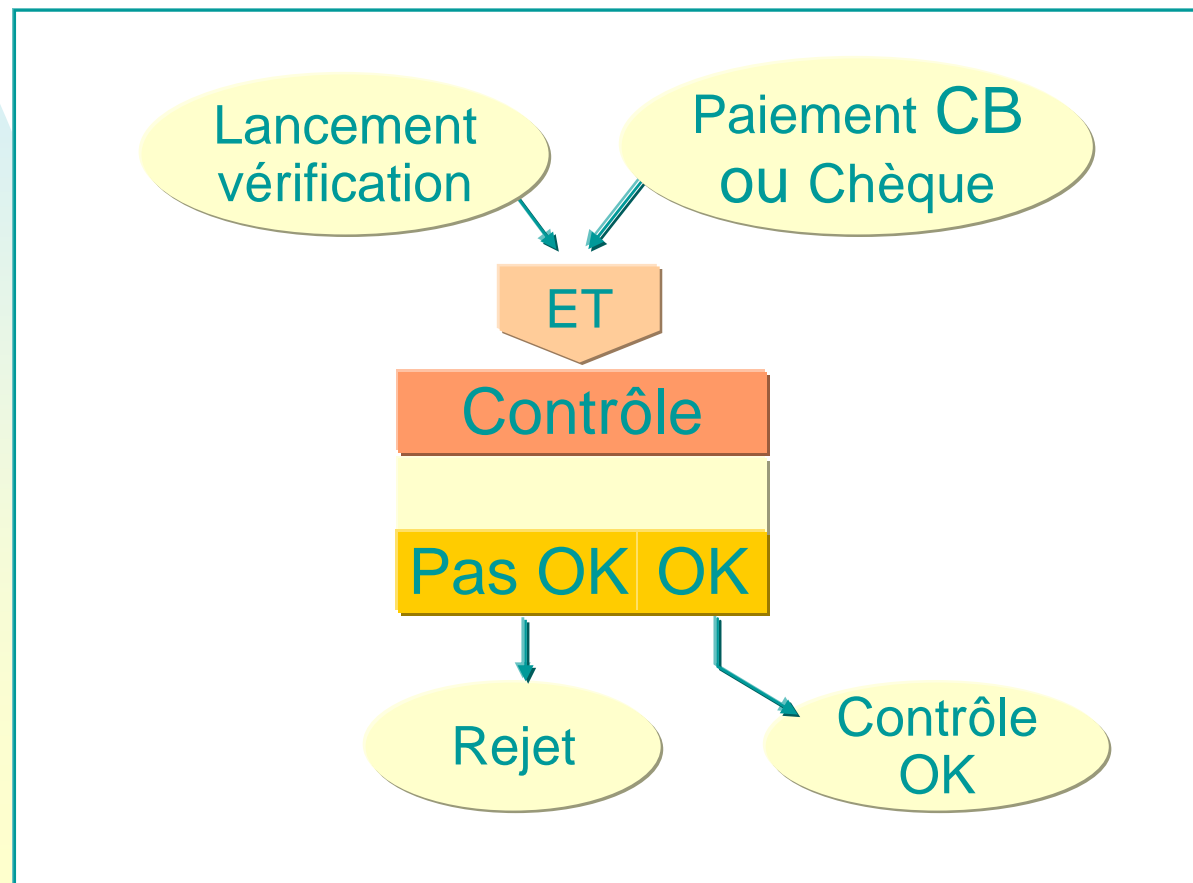 Lancement
vérification
Paiement CB
ou Chèque
ET
Contrôle
Pas OK
OK
Rejet
Contrôle
OK